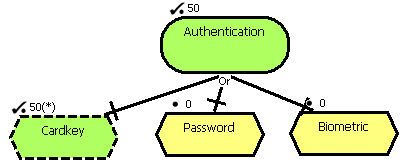 50
Authentication
Or
50(*)
0
0
Cardkey
Password
Biometric